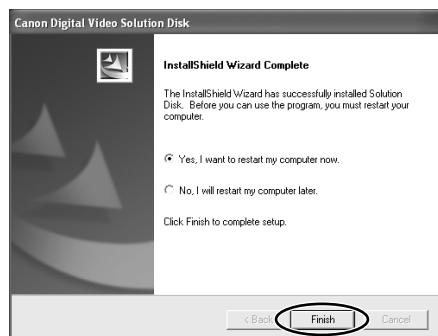 Canon Digital Video Solution Disk
InstallShield Wizard Complete
The InstallShield Wizard has successfully installed Solution
Disk. Before you can use the program, you must restart your
computer.
Yes, I want to restart my computer now.
No, I will restart my computer later.
Click Finish to complete setup.
< Back
Finish
Cancel